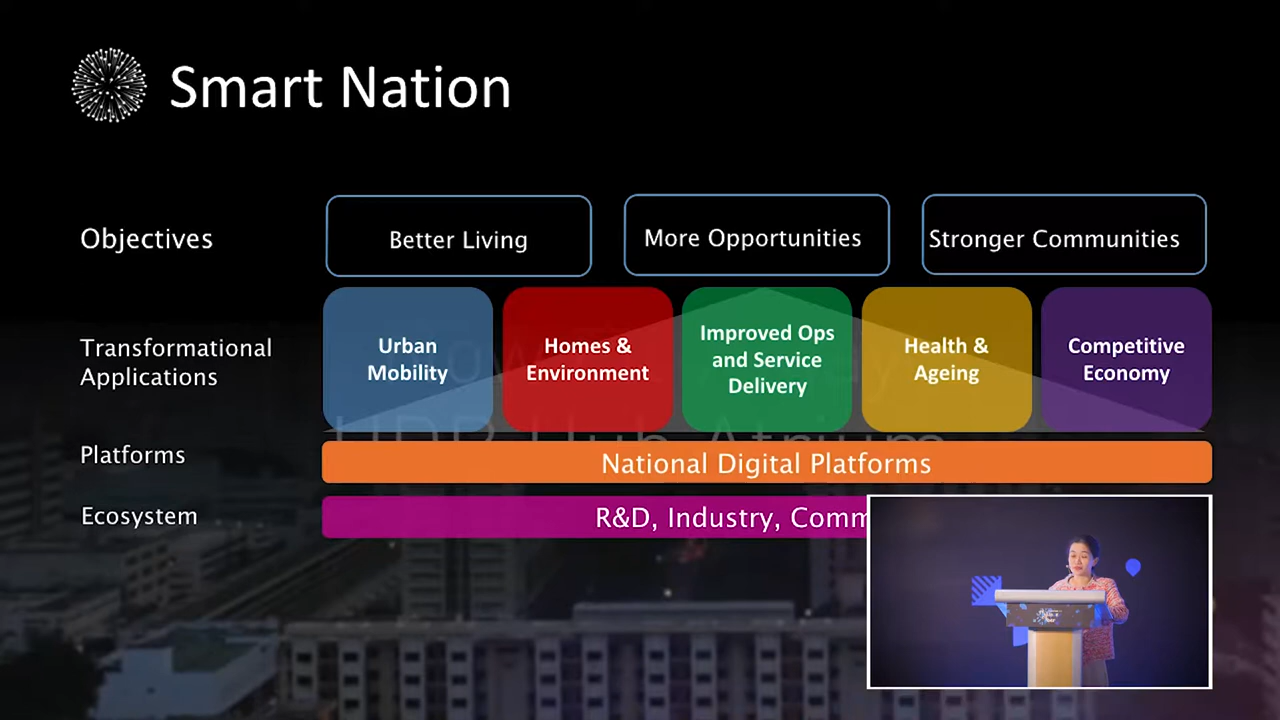 Smart Nation
Objectives
Better Living
More Opportunities
Stronger Communities
Transformational
Applications
Urban
Mobility
Homes &
Environment
Improved Ops
and Service
Delivery
Health &
Ageing
Competitive
Economy
Platforms
National Digital Platforms
Ecosystem
R&D, Industry, Comm